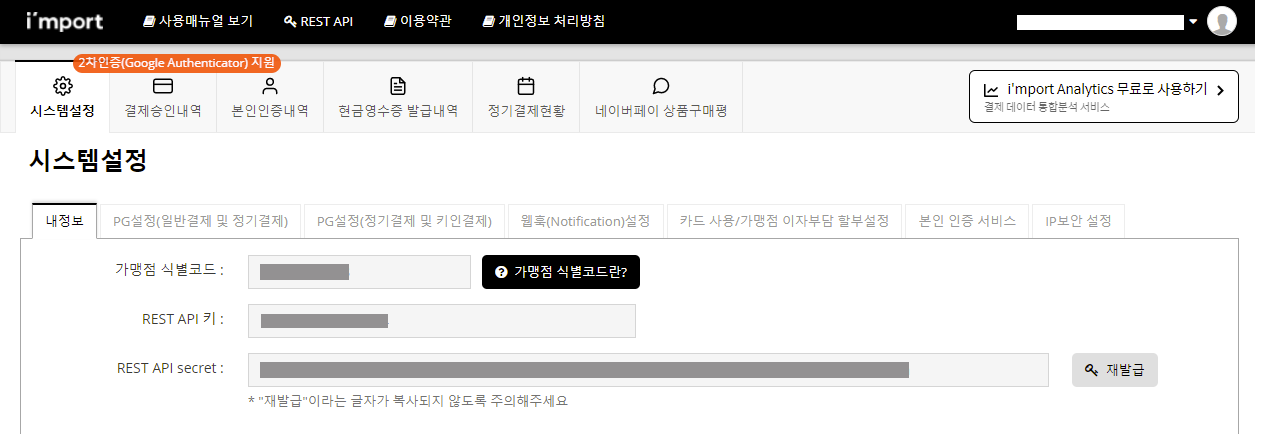 i'mport 사용매뉴얼 보기 REST API 이용약관 개인정보 처리방침
2차인증(Google Authenticator) 지원
시스템설정 결제승인내역 본인인증내역 현금영수증 발급내역 정기결제현황 네이버페이 상품구매평
i'mport Analytics 무료로 사용하기
결제 데이터 통합분석 서비스
시스템설정
내정보 PG설정(일반결제 및 정기결제) PG설정(정기결제 및 키인결제) 웹훅(Notification)설정 카드 사용/가맹점 이자부담 할부설정 본인 인증 서비스 IP보안 설정
가맹점 식별코드 : 가맹점 식별코드란?
REST API 키 :
REST API secret : 재발급
* "재발급"이라는 글자가 복사되지 않도록 주의해주세요